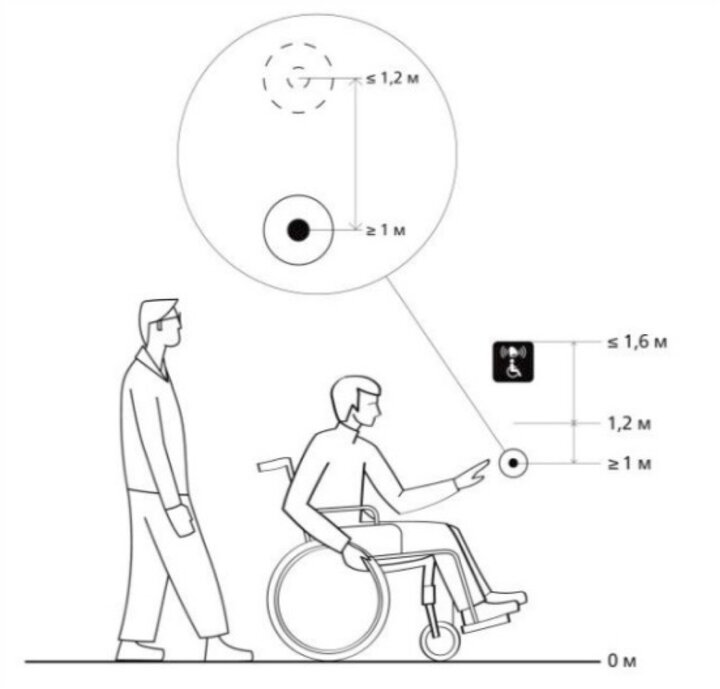 ≤ 1,2 м
≥ 1 м
≤ 1,6 м
1,2 м
≥ 1 м
0 м